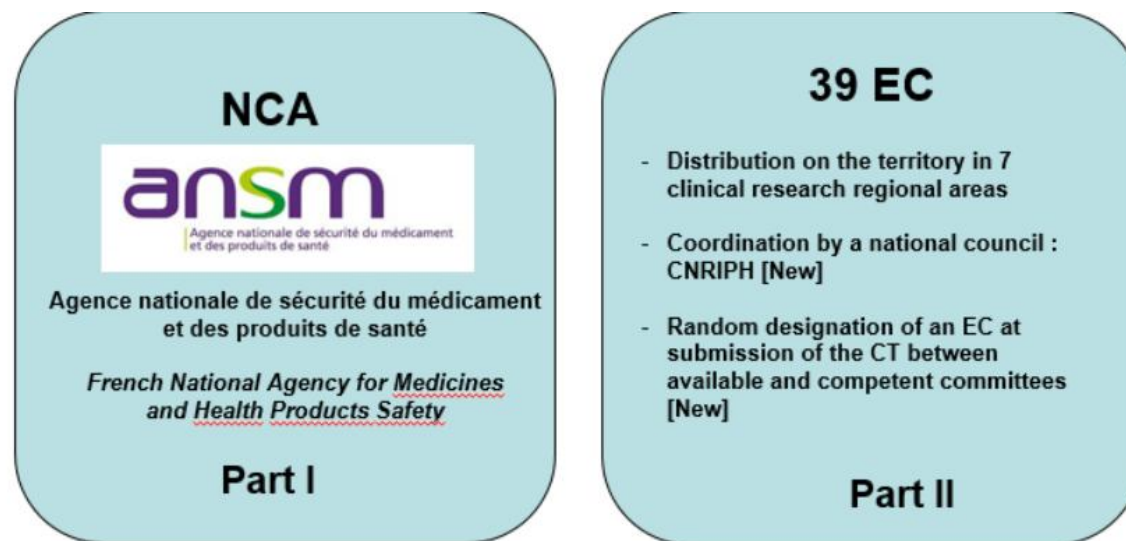 NCA
ansm
Agence nationale de sécurité du médicament
et des produits de santé
Agence nationale de sécurité du médicament
et des produits de santé
French National Agency for Medicines
and Health Products Safety
Part I
39 EC
- Distribution on the territory in 7
clinical research regional areas
- Coordination by a national council :
CNRIPH [New]
- Random designation of an EC at
submission of the CT between
available and competent committees
[New]
Part II